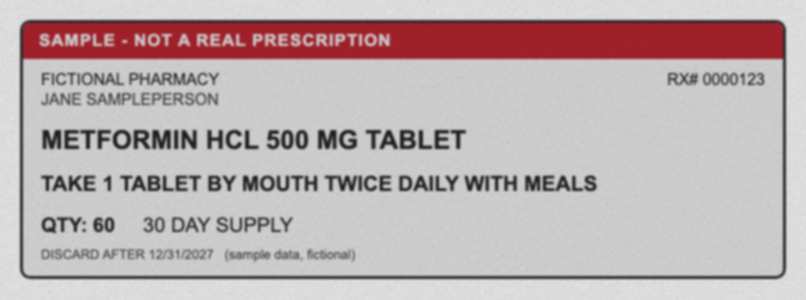 SAMPLE - NOT A REAL PRESCRIPTION
FICTIONAL PHARMACY RX# 0000123
JANE SAMPLEPERSON
METFORMIN HCL 500 MG TABLET
TAKE 1 TABLET BY MOUTH TWICE DAILY WITH MEALS
QTY: 60 30 DAY SUPPLY
DISCARD AFTER 12/31/2027 (sample data, fictional)